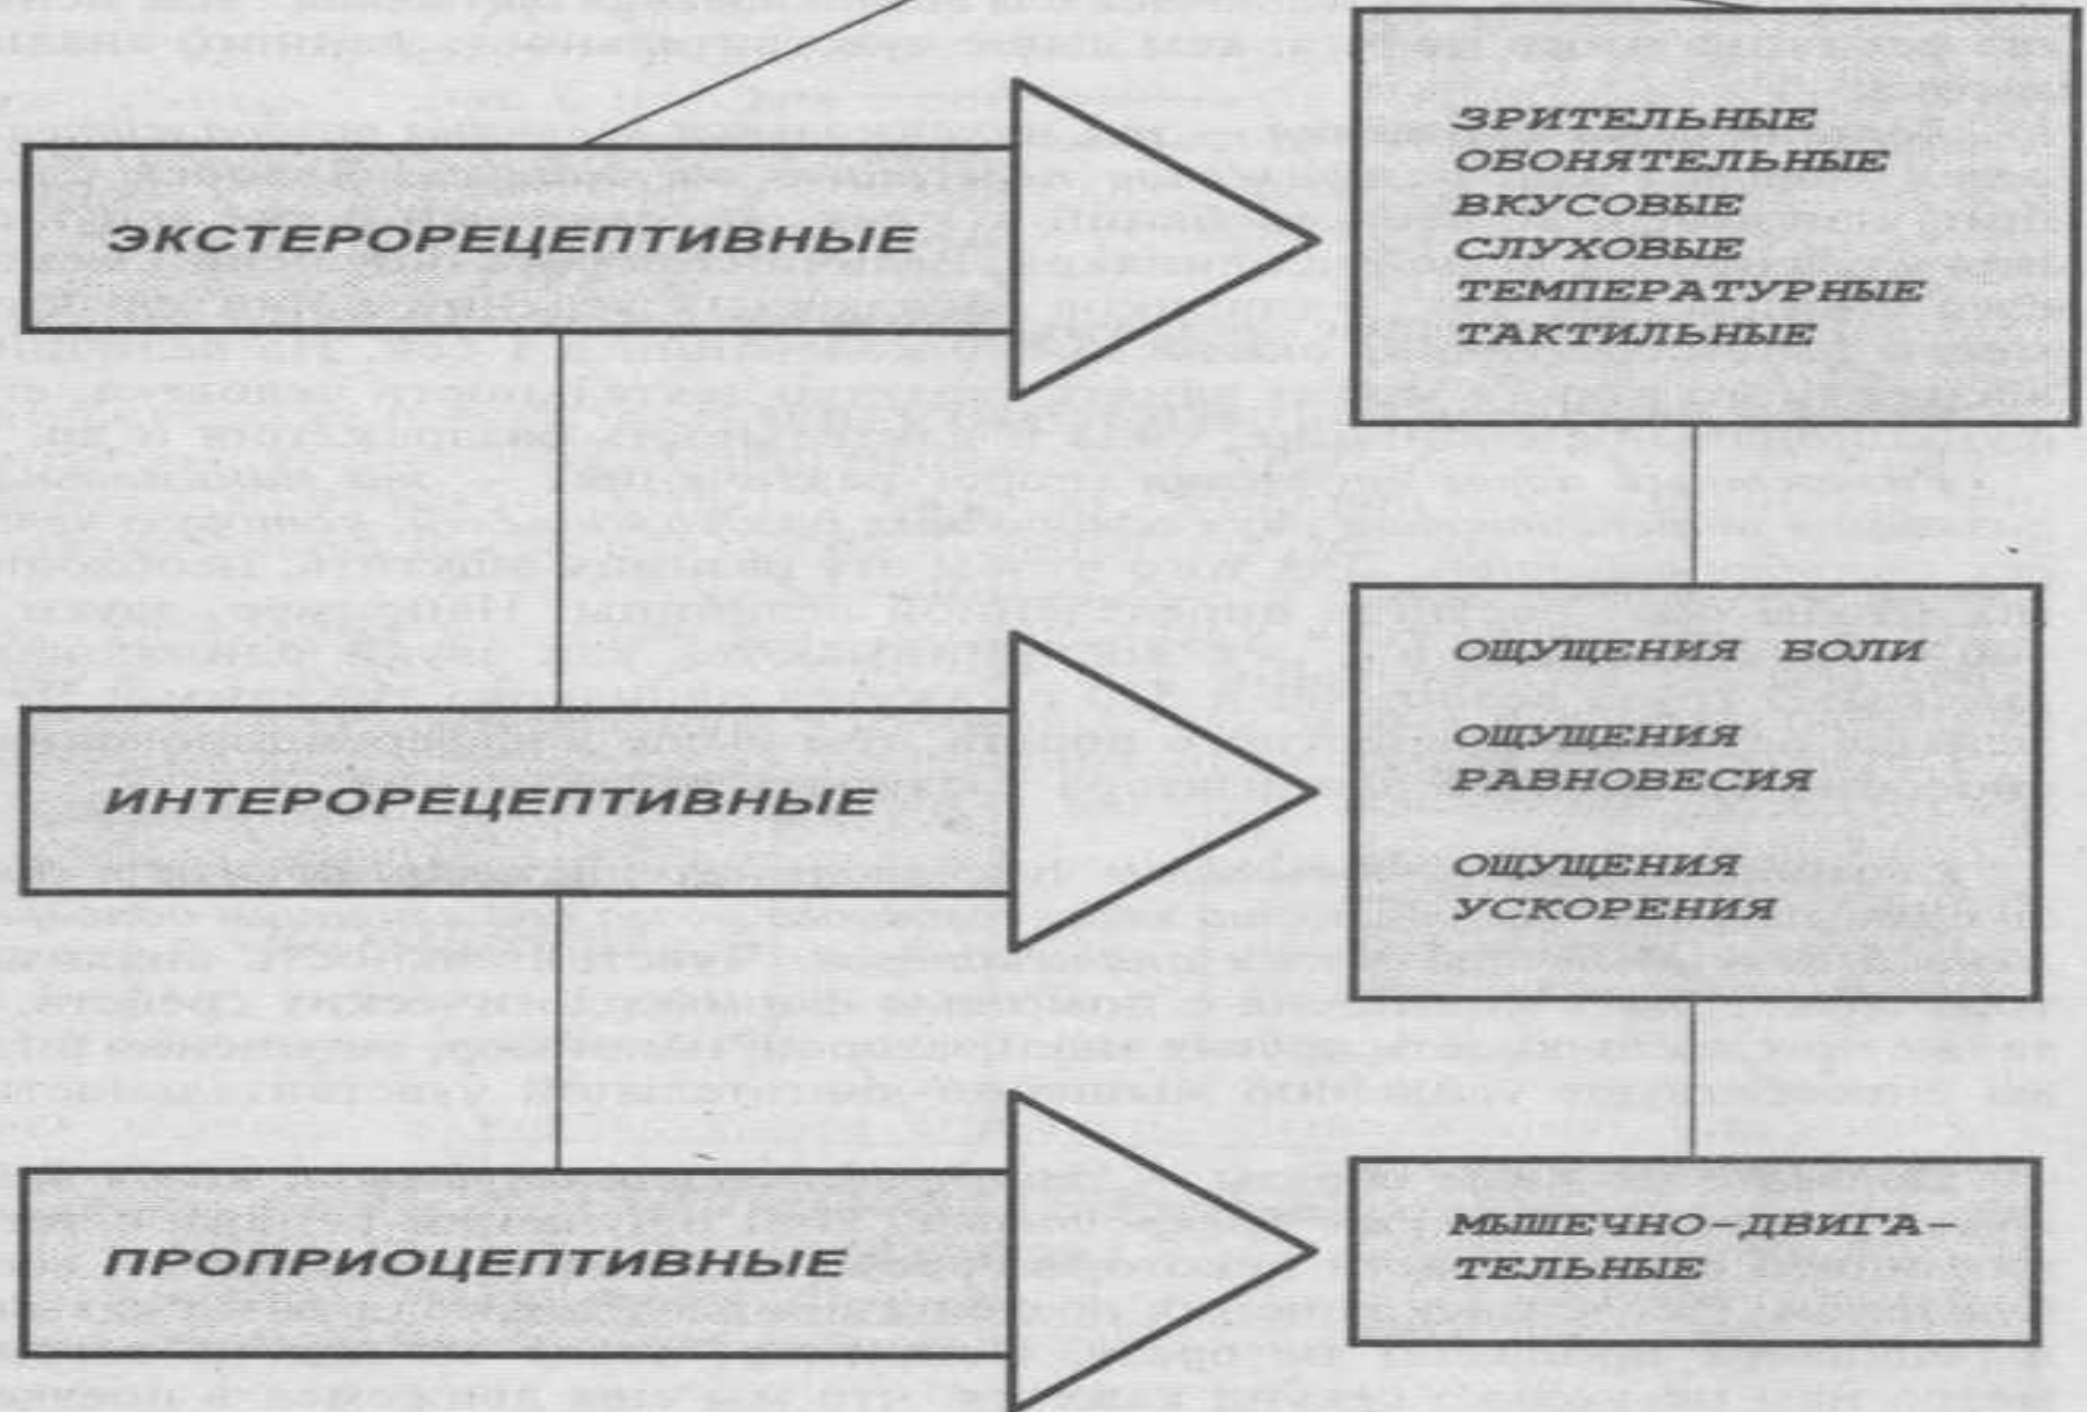 ЭКСТЕРОРЕЦЕПТИВНЫЕ
ЗРИТЕЛЬНЫЕ
ОБОНЯТЕЛЬНЫЕ
ВКУСОВЫЕ
СЛУХОВЫЕ
ТЕМПЕРАТУРНЫЕ
ТАКТИЛЬНЫЕ
ИНТЕРОРЕЦЕПТИВНЫЕ
ОЩУЩЕНИЯ БОЛИ
ОЩУЩЕНИЯ
РАВНОВЕСИЯ
ОЩУЩЕНИЯ
УСКОРЕНИЯ
ПРОПРИОЦЕПТИВНЫЕ
МЫШЕЧНО-ДВИГА-
ТЕЛЬНЫЕ